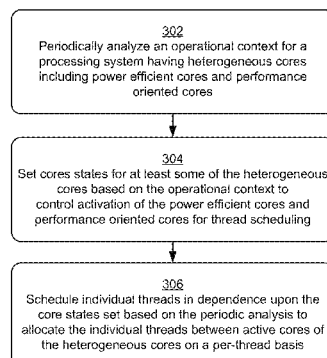 302
Periodically analyze an operational context for a
processing system having heterogeneous cores
including power efficient cores and performance
oriented cores
304
Set cores states for at least some of the heterogeneous
cores based on the operational context to
control activation of the power efficient cores and
performance oriented cores for thread scheduling
306
Schedule individual threads in dependence upon the
core states set based on the periodic analysis to
allocate the individual threads between active cores of
the heterogeneous cores on a per-thread basis